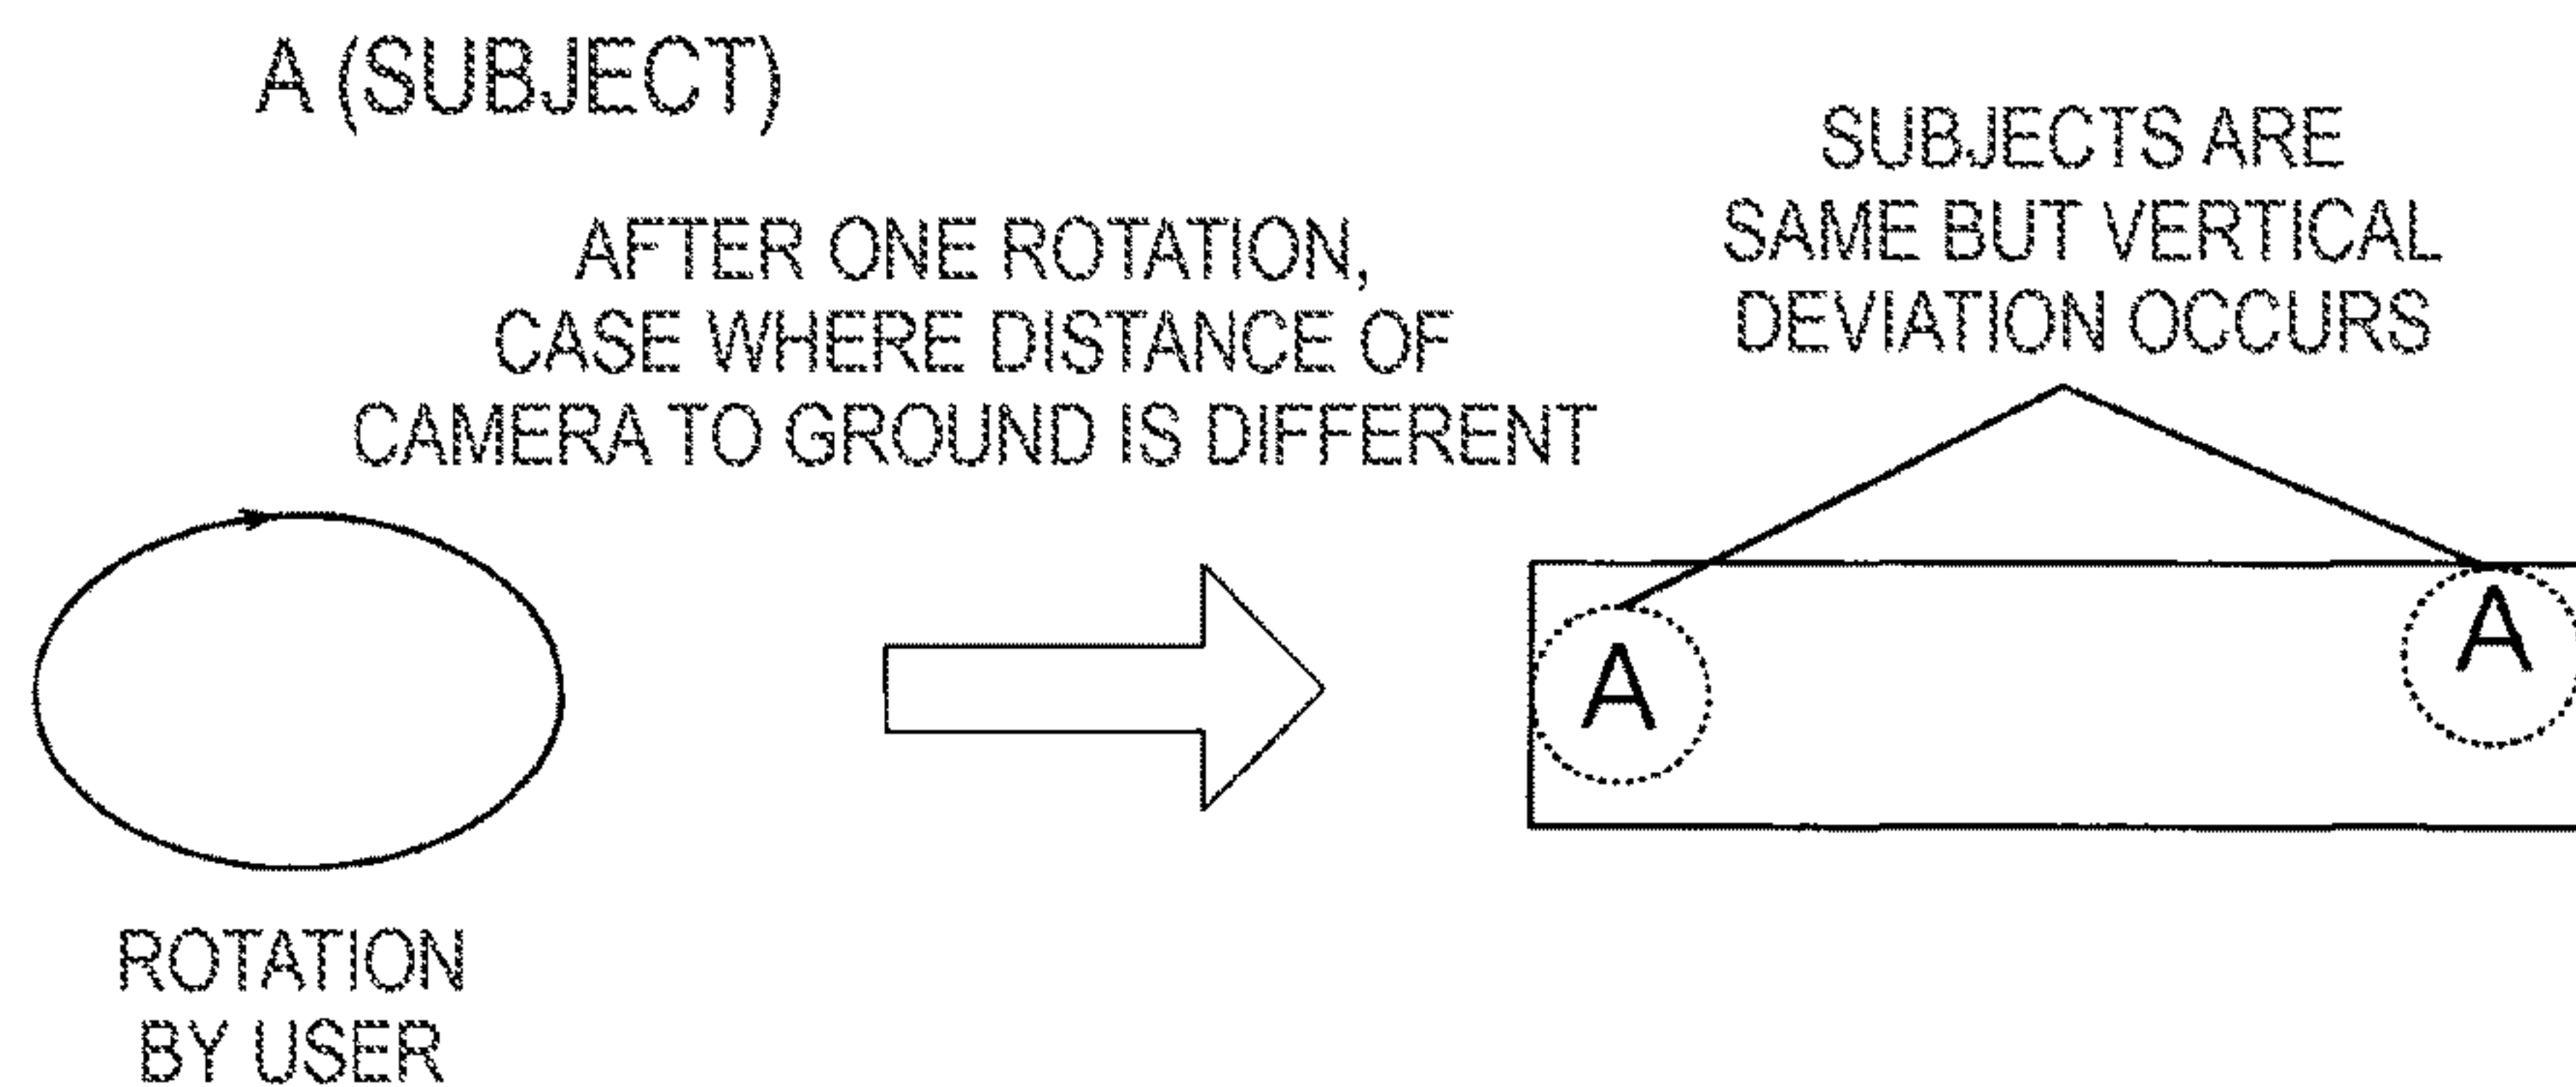 A (SUBJECT)
AFTER ONE ROTATION,
CASE WHERE DISTANCE OF
CAMERA TO GROUND IS DIFFERENT
SUBJECTS ARE
SAME BUT VERTICAL
DEVIATION OCCURS
A
A
ROTATION
BY USER